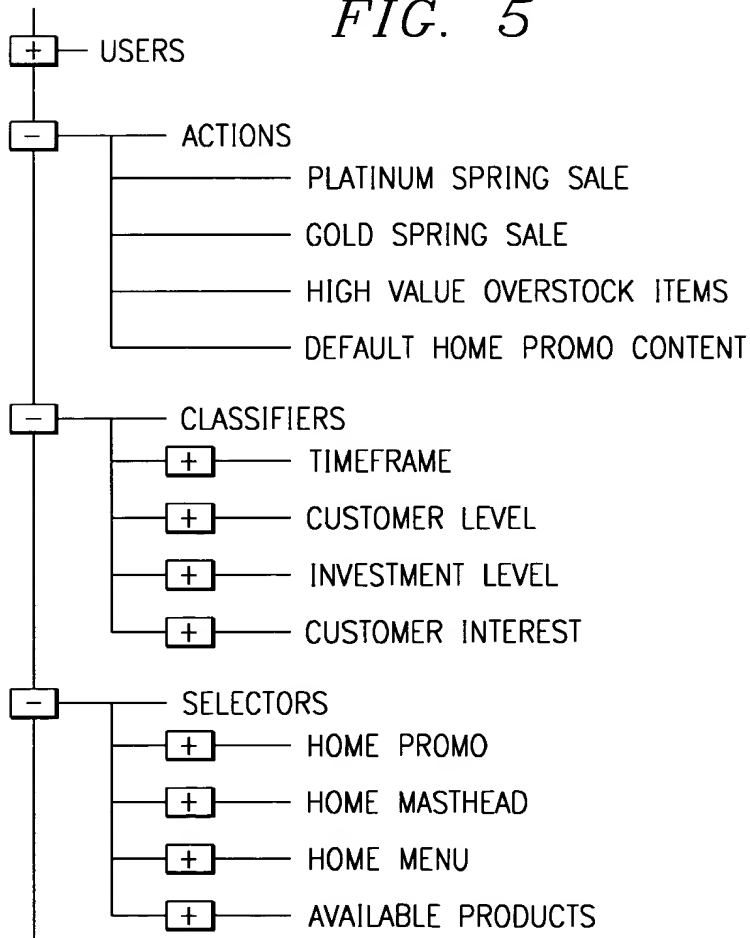 FIG. 5
+ USERS
− ACTIONS
PLATINUM SPRING SALE
GOLD SPRING SALE
HIGH VALUE OVERSTOCK ITEMS
DEFAULT HOME PROMO CONTENT
− CLASSIFIERS
+ TIMEFRAME
+ CUSTOMER LEVEL
+ INVESTMENT LEVEL
+ CUSTOMER INTEREST
− SELECTORS
+ HOME PROMO
+ HOME MASTHEAD
+ HOME MENU
+ AVAILABLE PRODUCTS